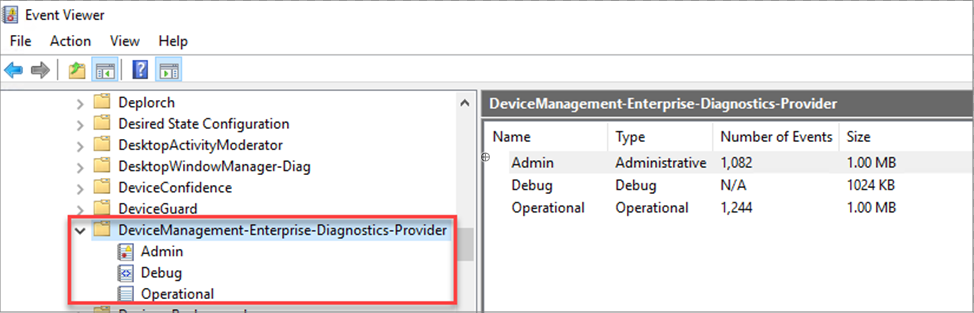 Event Viewer
File Action View Help
Deplorch
Desired State Configuration
DesktopActivityModerator
DesktopWindowManager-Diag
DeviceConfidence
DeviceGuard
DeviceManagement-Enterprise-Diagnostics-Provider
Admin
Debug
Operational
DeviceManagement-Enterprise-Diagnostics-Provider
Name Type Number of Events Size
Admin Administrative 1,082 1.00 MB
Debug Debug N/A 1024 KB
Operational Operational 1,244 1.00 MB